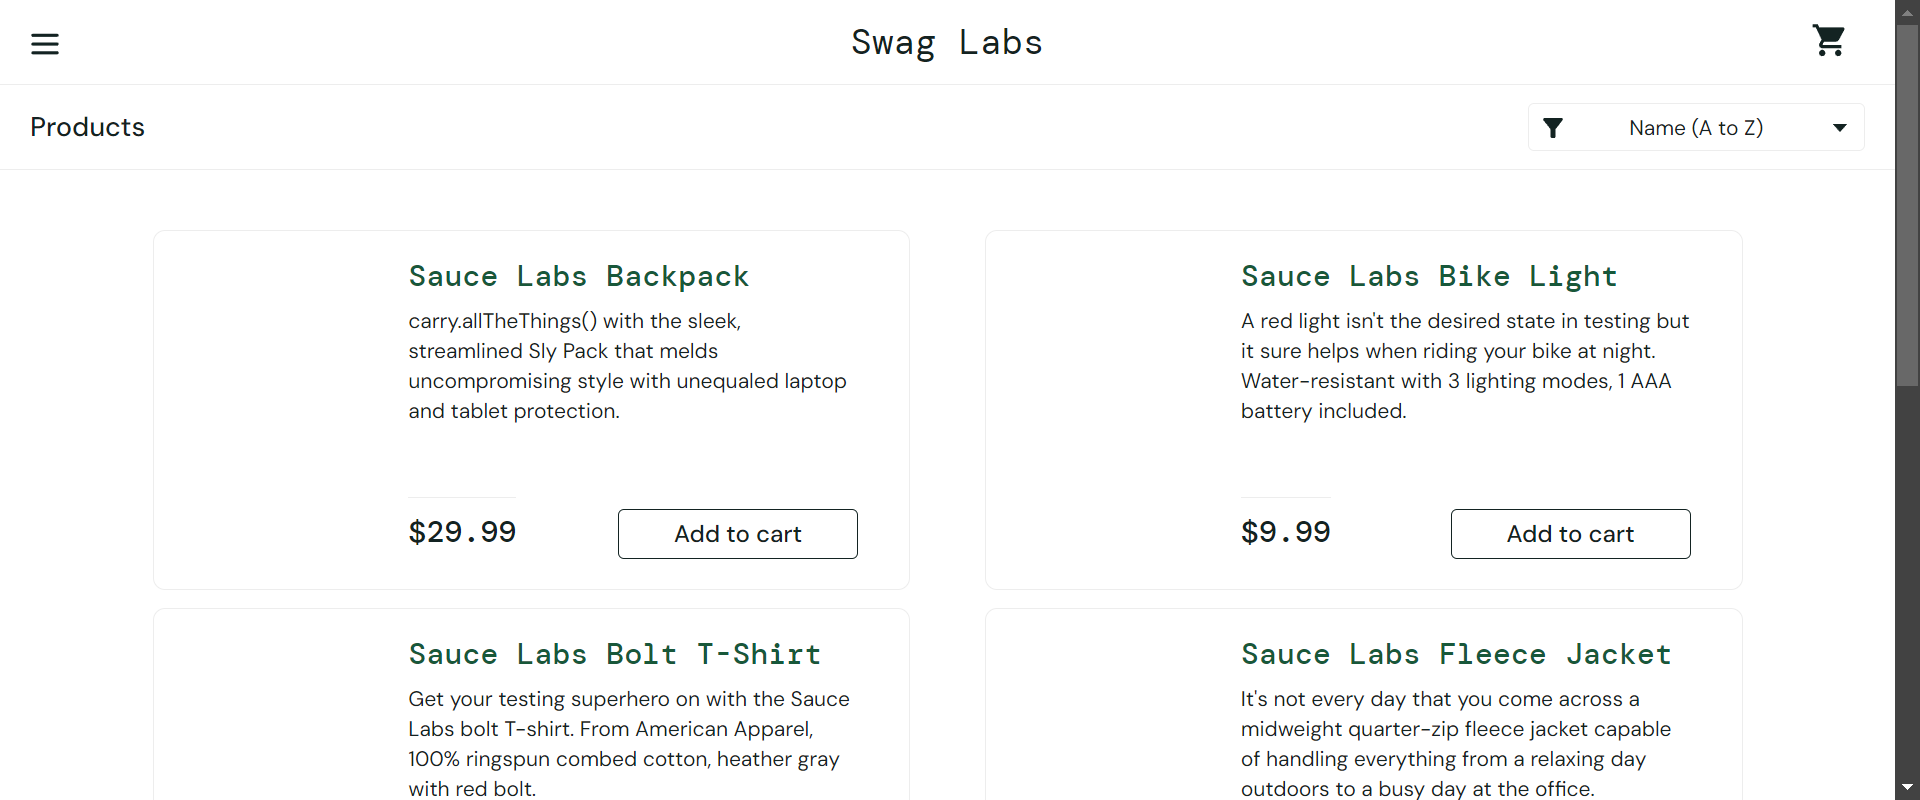 Swag Labs
Products
Name (A to Z)
Sauce Labs Backpack
carry.allTheThings() with the sleek,
streamlined Sly Pack that melds
uncompromising style with unequaled laptop
and tablet protection.
$29.99
Add to cart
Sauce Labs Bike Light
A red light isn't the desired state in testing but
it sure helps when riding your bike at night.
Water-resistant with 3 lighting modes, 1 AAA
battery included.
$9.99
Add to cart
Sauce Labs Bolt T-Shirt
Get your testing superhero on with the Sauce
Labs bolt T-shirt. From American Apparel,
100% ringspun combed cotton, heather gray
with red bolt.
Sauce Labs Fleece Jacket
It's not every day that you come across a
midweight quarter-zip fleece jacket capable
of handling everything from a relaxing day
outdoors to a busy day at the office.